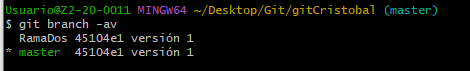 Usuario@Z2-20-0011 MINGW64 ~/Desktop/Git/gitCristobal (master)
$ git branch -av
  RamaDos 45104e1 versión 1
* master  45104e1 versión 1